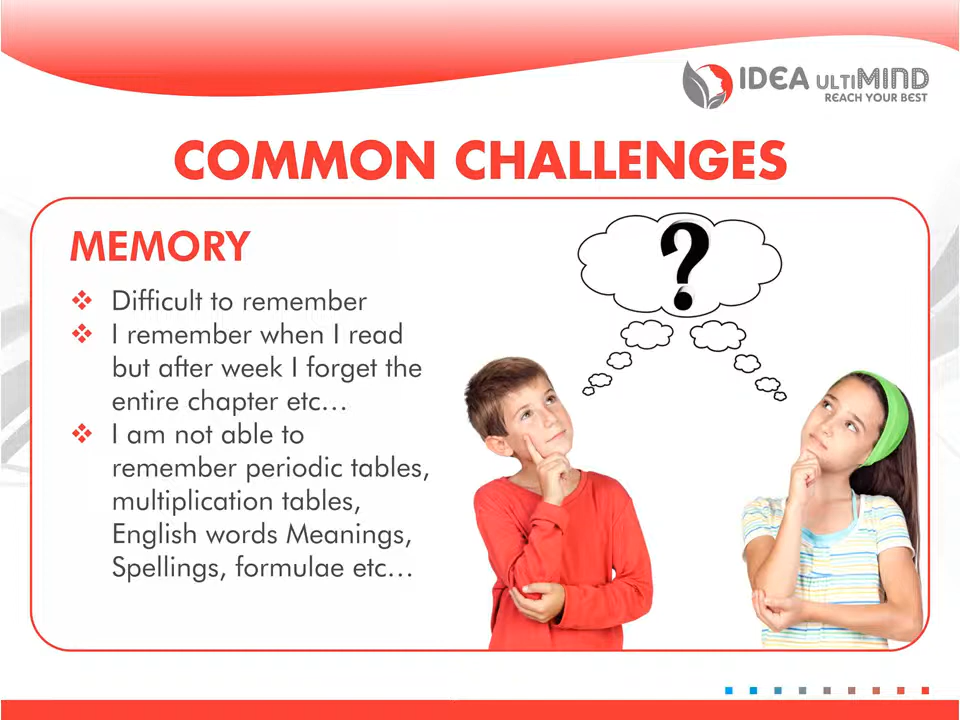 IDEA ULTIMIND
REACH YOUR BEST
COMMON CHALLENGES
MEMORY
❖ Difficult to remember
❖ I remember when I read
but after week I forget the
entire chapter etc...
❖ I am not able to
remember periodic tables,
multiplication tables,
English words Meanings,
Spellings, formulae etc...
?